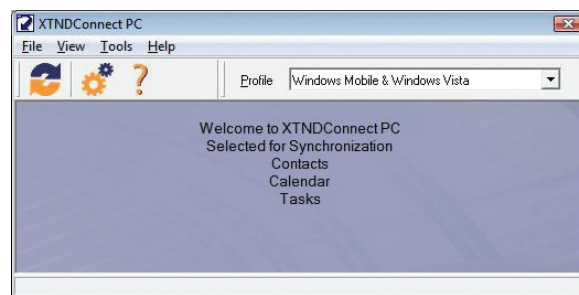 XTNDConnect PC
File View Tools Help
Profile Windows Mobile & Windows Vista
Welcome to XTNDConnect PC
Selected for Synchronization
Contacts
Calendar
Tasks